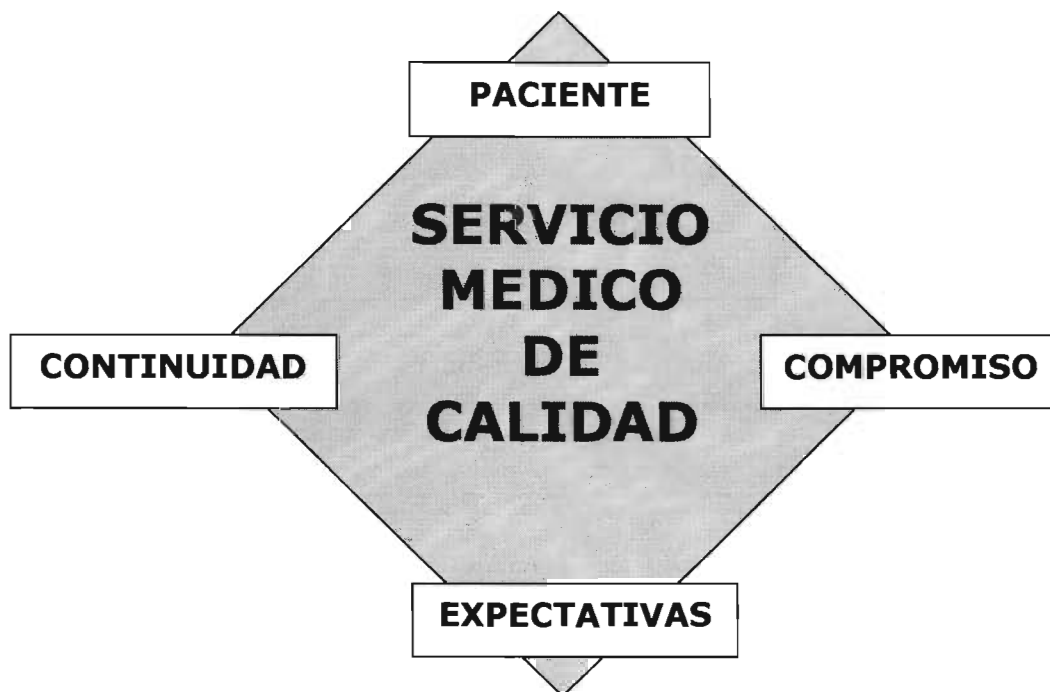 PACIENTE
SERVICIO
MEDICO
DE
CALIDAD
CONTINUIDAD
COMPROMISO
EXPECTATIVAS